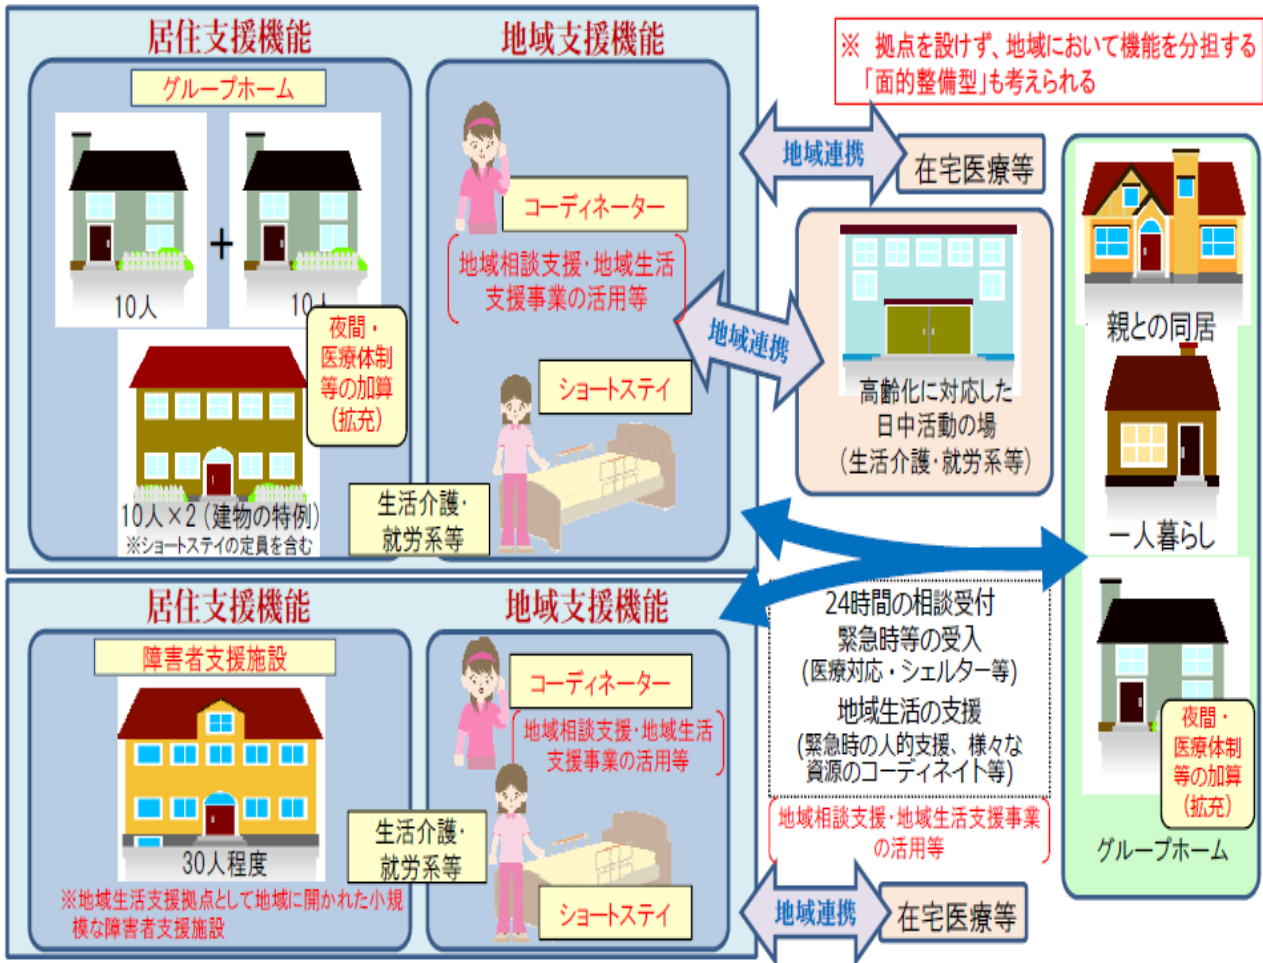 居住支援機能
地域支援機能
グループホーム
10人
+
10人
夜間・
医療体制
等の加算
(拡充)
10人×2(建物の特例)
※ショートステイの定員を含む
コーディネーター
地域相談支援・地域生活
支援事業の活用等
ショートステイ
生活介護・
就労系等
※ 拠点を設けず、地域において機能を分担する
「面的整備型」も考えられる
地域連携
在宅医療等
地域連携
高齢化に対応した
日中活動の場
(生活介護・就労系等)
親との同居
一人暮らし
夜間・
医療体制
等の加算
(拡充)
グループホーム
居住支援機能
地域支援機能
障害者支援施設
30人程度
※地域生活支援拠点として地域に開かれた小規
模な障害者支援施設
コーディネーター
地域相談支援・地域生活
支援事業の活用等
生活介護・
就労系等
ショートステイ
24時間の相談受付
緊急時等の受入
(医療対応・シェルター等)
地域生活の支援
(緊急時の人的支援、様々な
資源のコーディネイト等)
地域相談支援・地域生活支援事業
の活用等
地域連携
在宅医療等